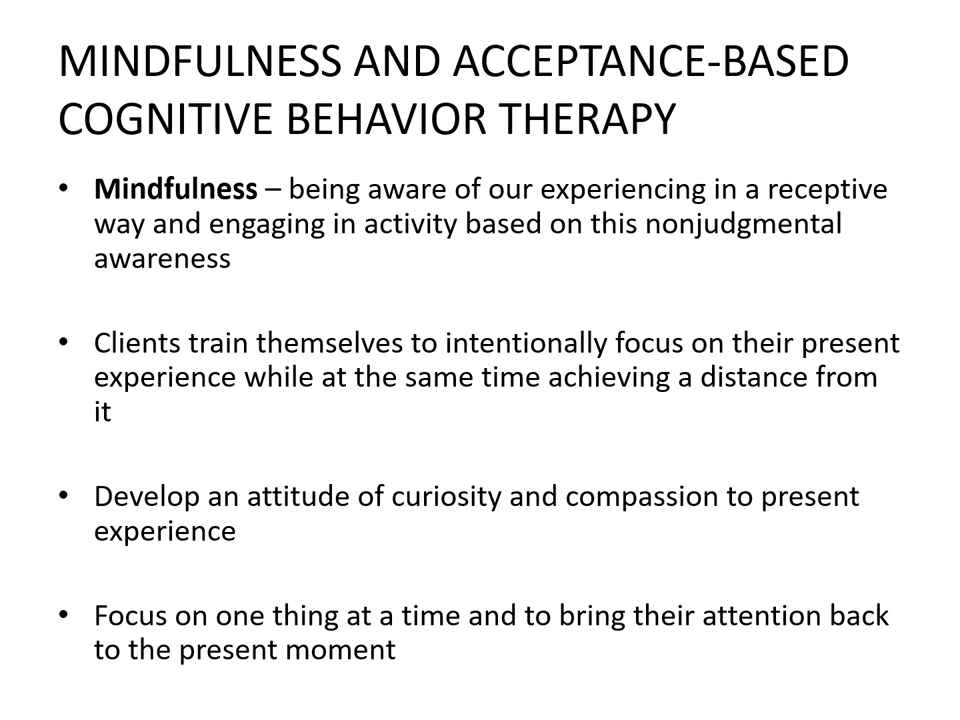 MINDFULNESS AND ACCEPTANCE-BASED
COGNITIVE BEHAVIOR THERAPY
• Mindfulness – being aware of our experiencing in a receptive
way and engaging in activity based on this nonjudgmental
awareness
• Clients train themselves to intentionally focus on their present
experience while at the same time achieving a distance from
it
• Develop an attitude of curiosity and compassion to present
experience
• Focus on one thing at a time and to bring their attention back
to the present moment